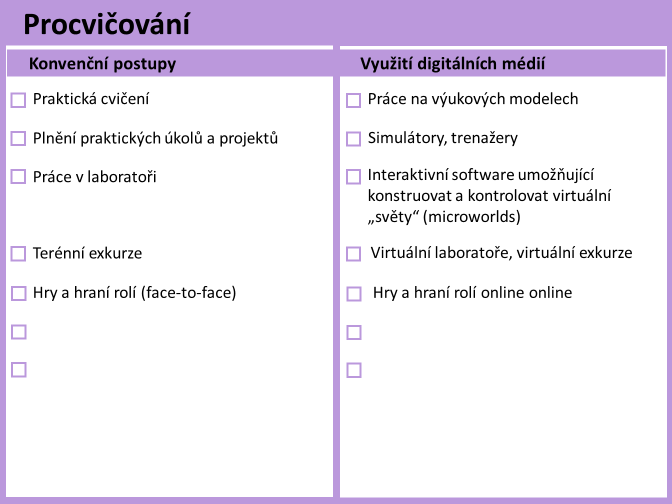 Procvičování
Konvenční postupy
Praktická cvičení
Plnění praktických úkolů a projektů
Práce v laboratoři
Terénní exkurze
Hry a hraní rolí (face-to-face)
Využití digitálních médií
Práce na výukových modelech
Simulátory, trenažery
Interaktivní software umožňující
konstruovat a kontrolovat virtuální
„světy“ (microworlds)
Virtuální laboratoře, virtuální exkurze
Hry a hraní rolí online online